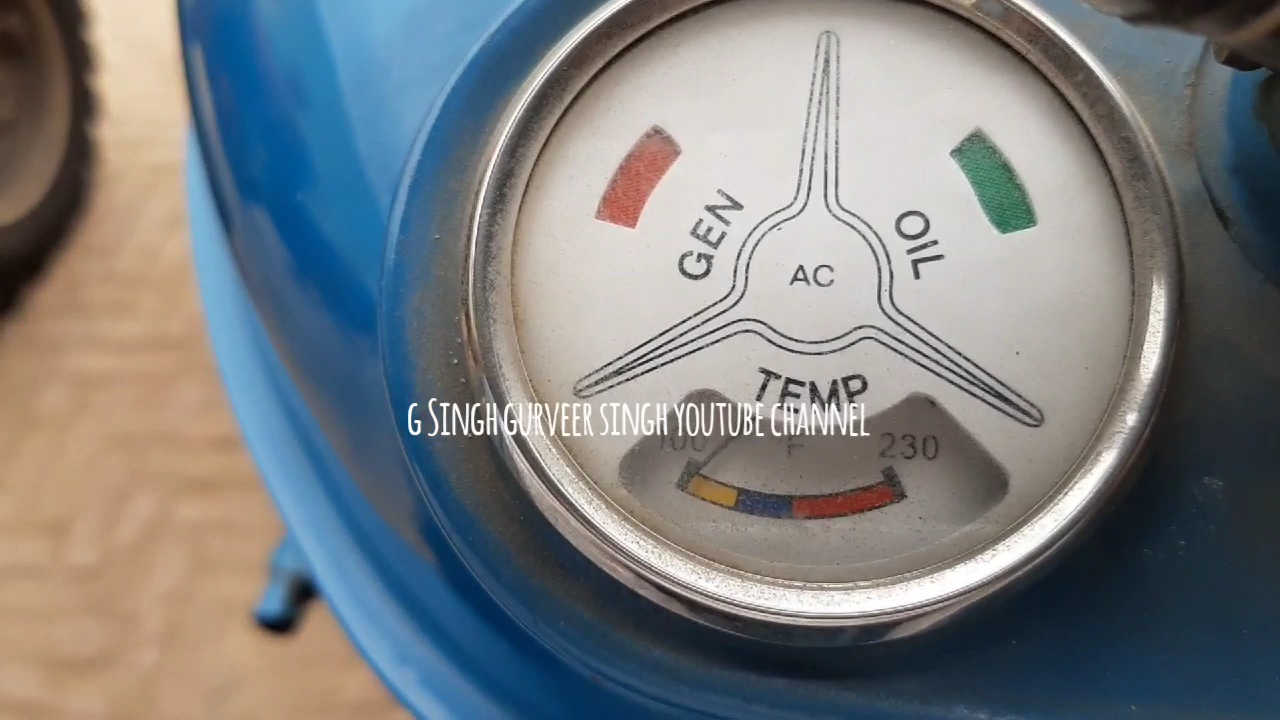 GEN
OIL
AC
TEMP
G SINGH GURVEER SINGH YOUTUBE CHANNEL
100 F 230